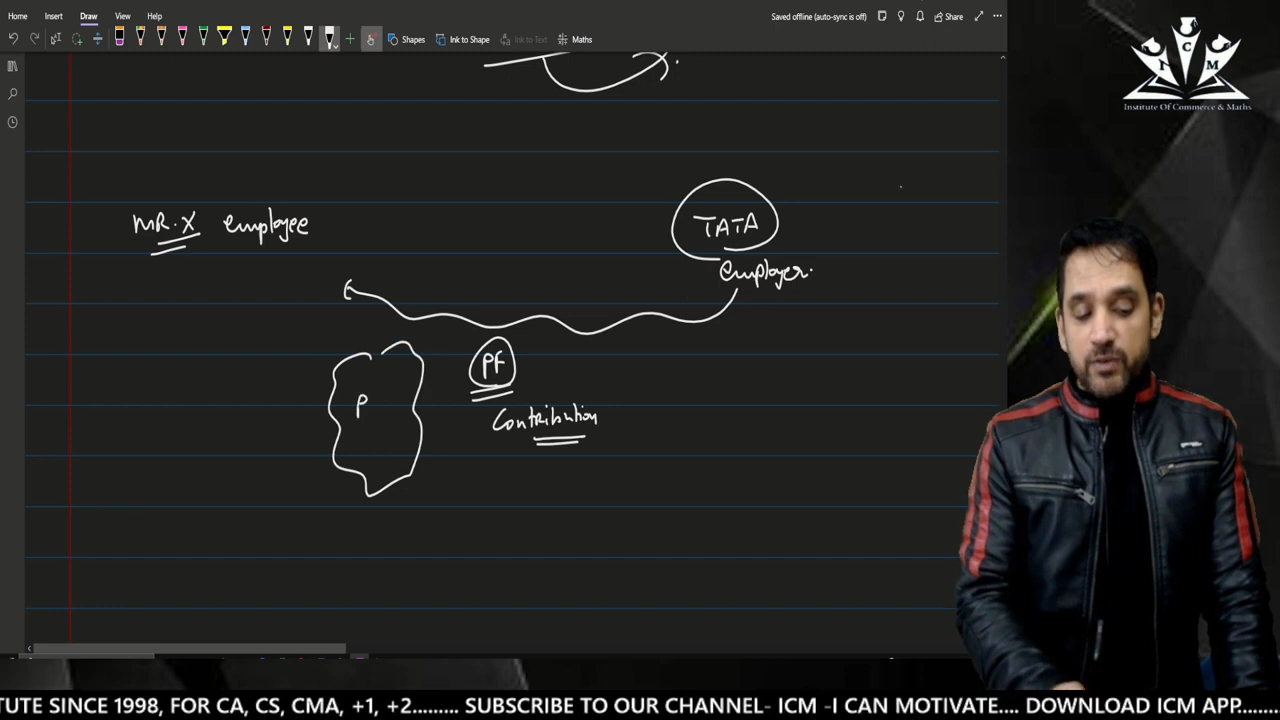 Home Insert Draw View Help
Saved offline (auto-sync is off) Share
Shapes Ink to Shape Ink to Text Maths
I C M
Institute Of Commerce & Maths
MR.X employee
TATA
employer.
PF
P
Contribution
TUTE SINCE 1998, FOR CA, CS, CMA, +1, +2......... SUBSCRIBE TO OUR CHANNEL- ICM -I CAN MOTIVATE.... DOWNLOAD ICM APP.........